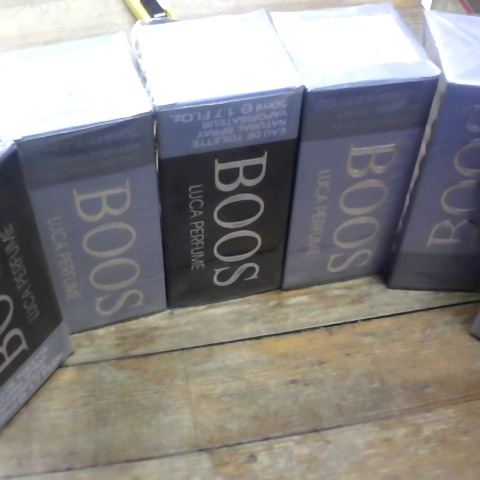 BOOS
LUCA PERFUME
BOOS
LUCA PERFUME
50ml e 1.7 FL.Oz.
VAPORISATEUR
NATURAL SPRAY
EAU DE TOILETTE
BOOS
LUCA PERFUME
BOOS
LUCA PERFUME
BOOS